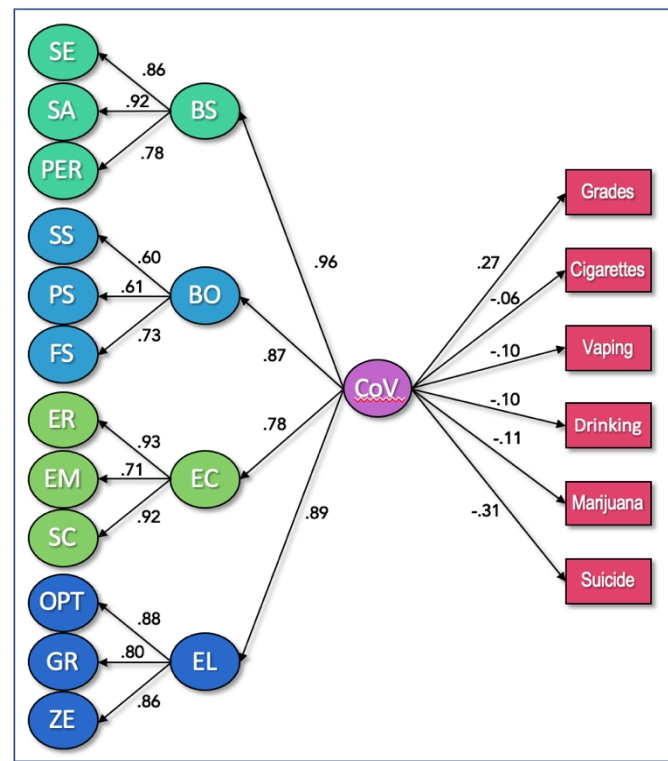 SE
.86
SA
.92
BS
PER
.78
SS
.60
PS
.61
BO
FS
.73
ER
.93
EM
.71
EC
SC
.92
OPT
.88
GR
.80
EL
ZE
.86
.96
.87
.78
.89
CoV
.27
Grades
-.06
Cigarettes
-.10
Vaping
-.10
Drinking
-.11
Marijuana
-.31
Suicide